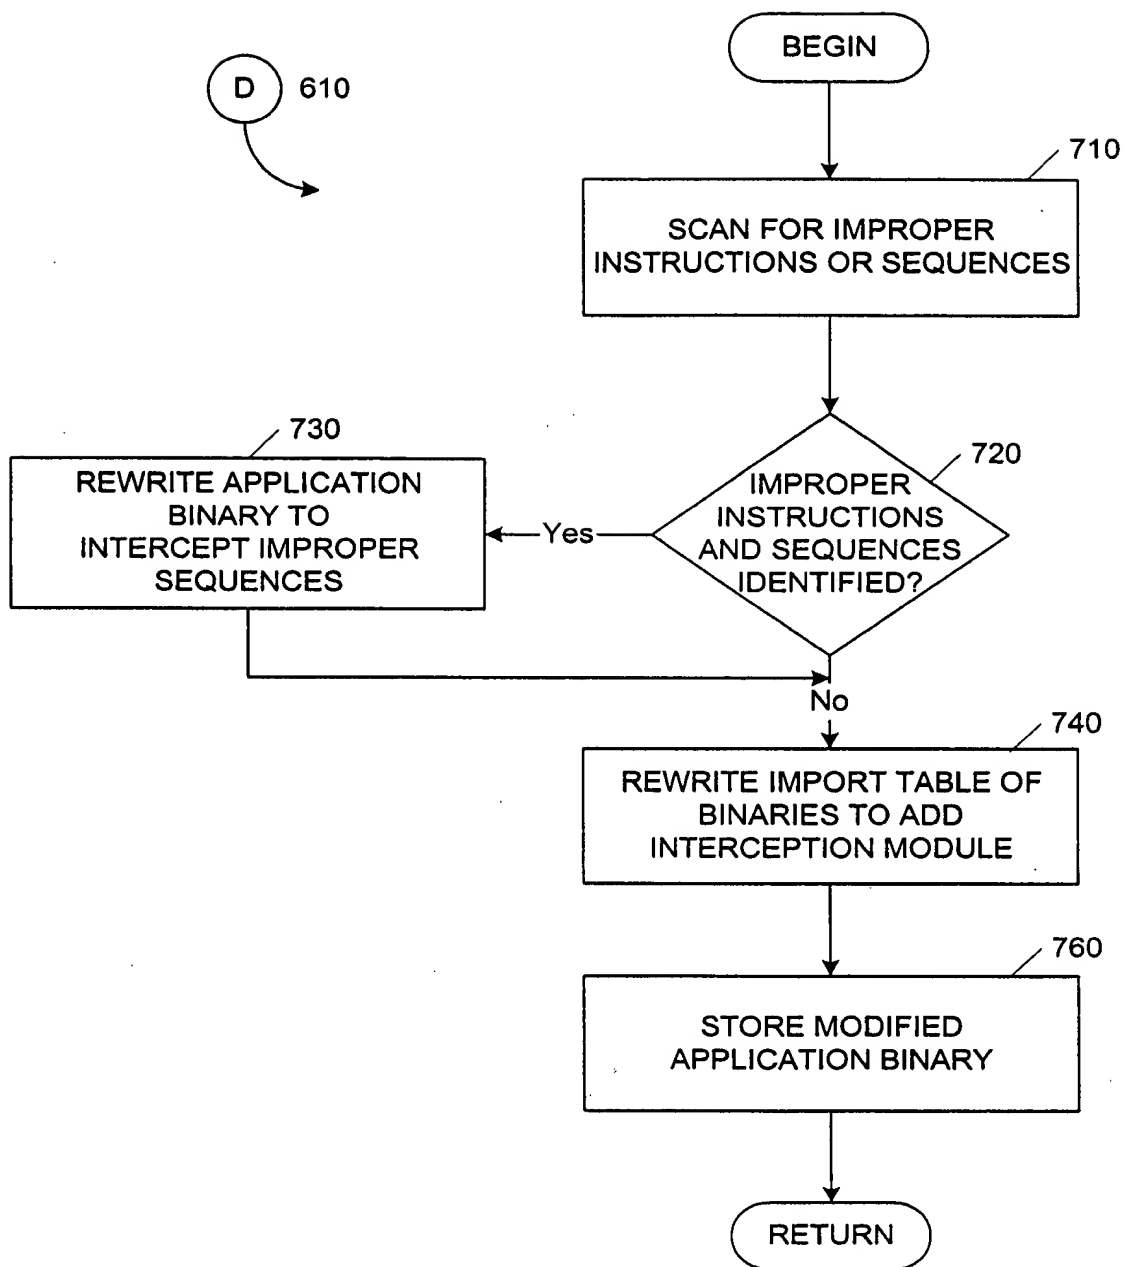 BEGIN
D 610
710
SCAN FOR IMPROPER
INSTRUCTIONS OR SEQUENCES
720
IMPROPER
INSTRUCTIONS
AND SEQUENCES
IDENTIFIED?
Yes
730
REWRITE APPLICATION
BINARY TO
INTERCEPT IMPROPER
SEQUENCES
No
740
REWRITE IMPORT TABLE OF
BINARIES TO ADD
INTERCEPTION MODULE
760
STORE MODIFIED
APPLICATION BINARY
RETURN